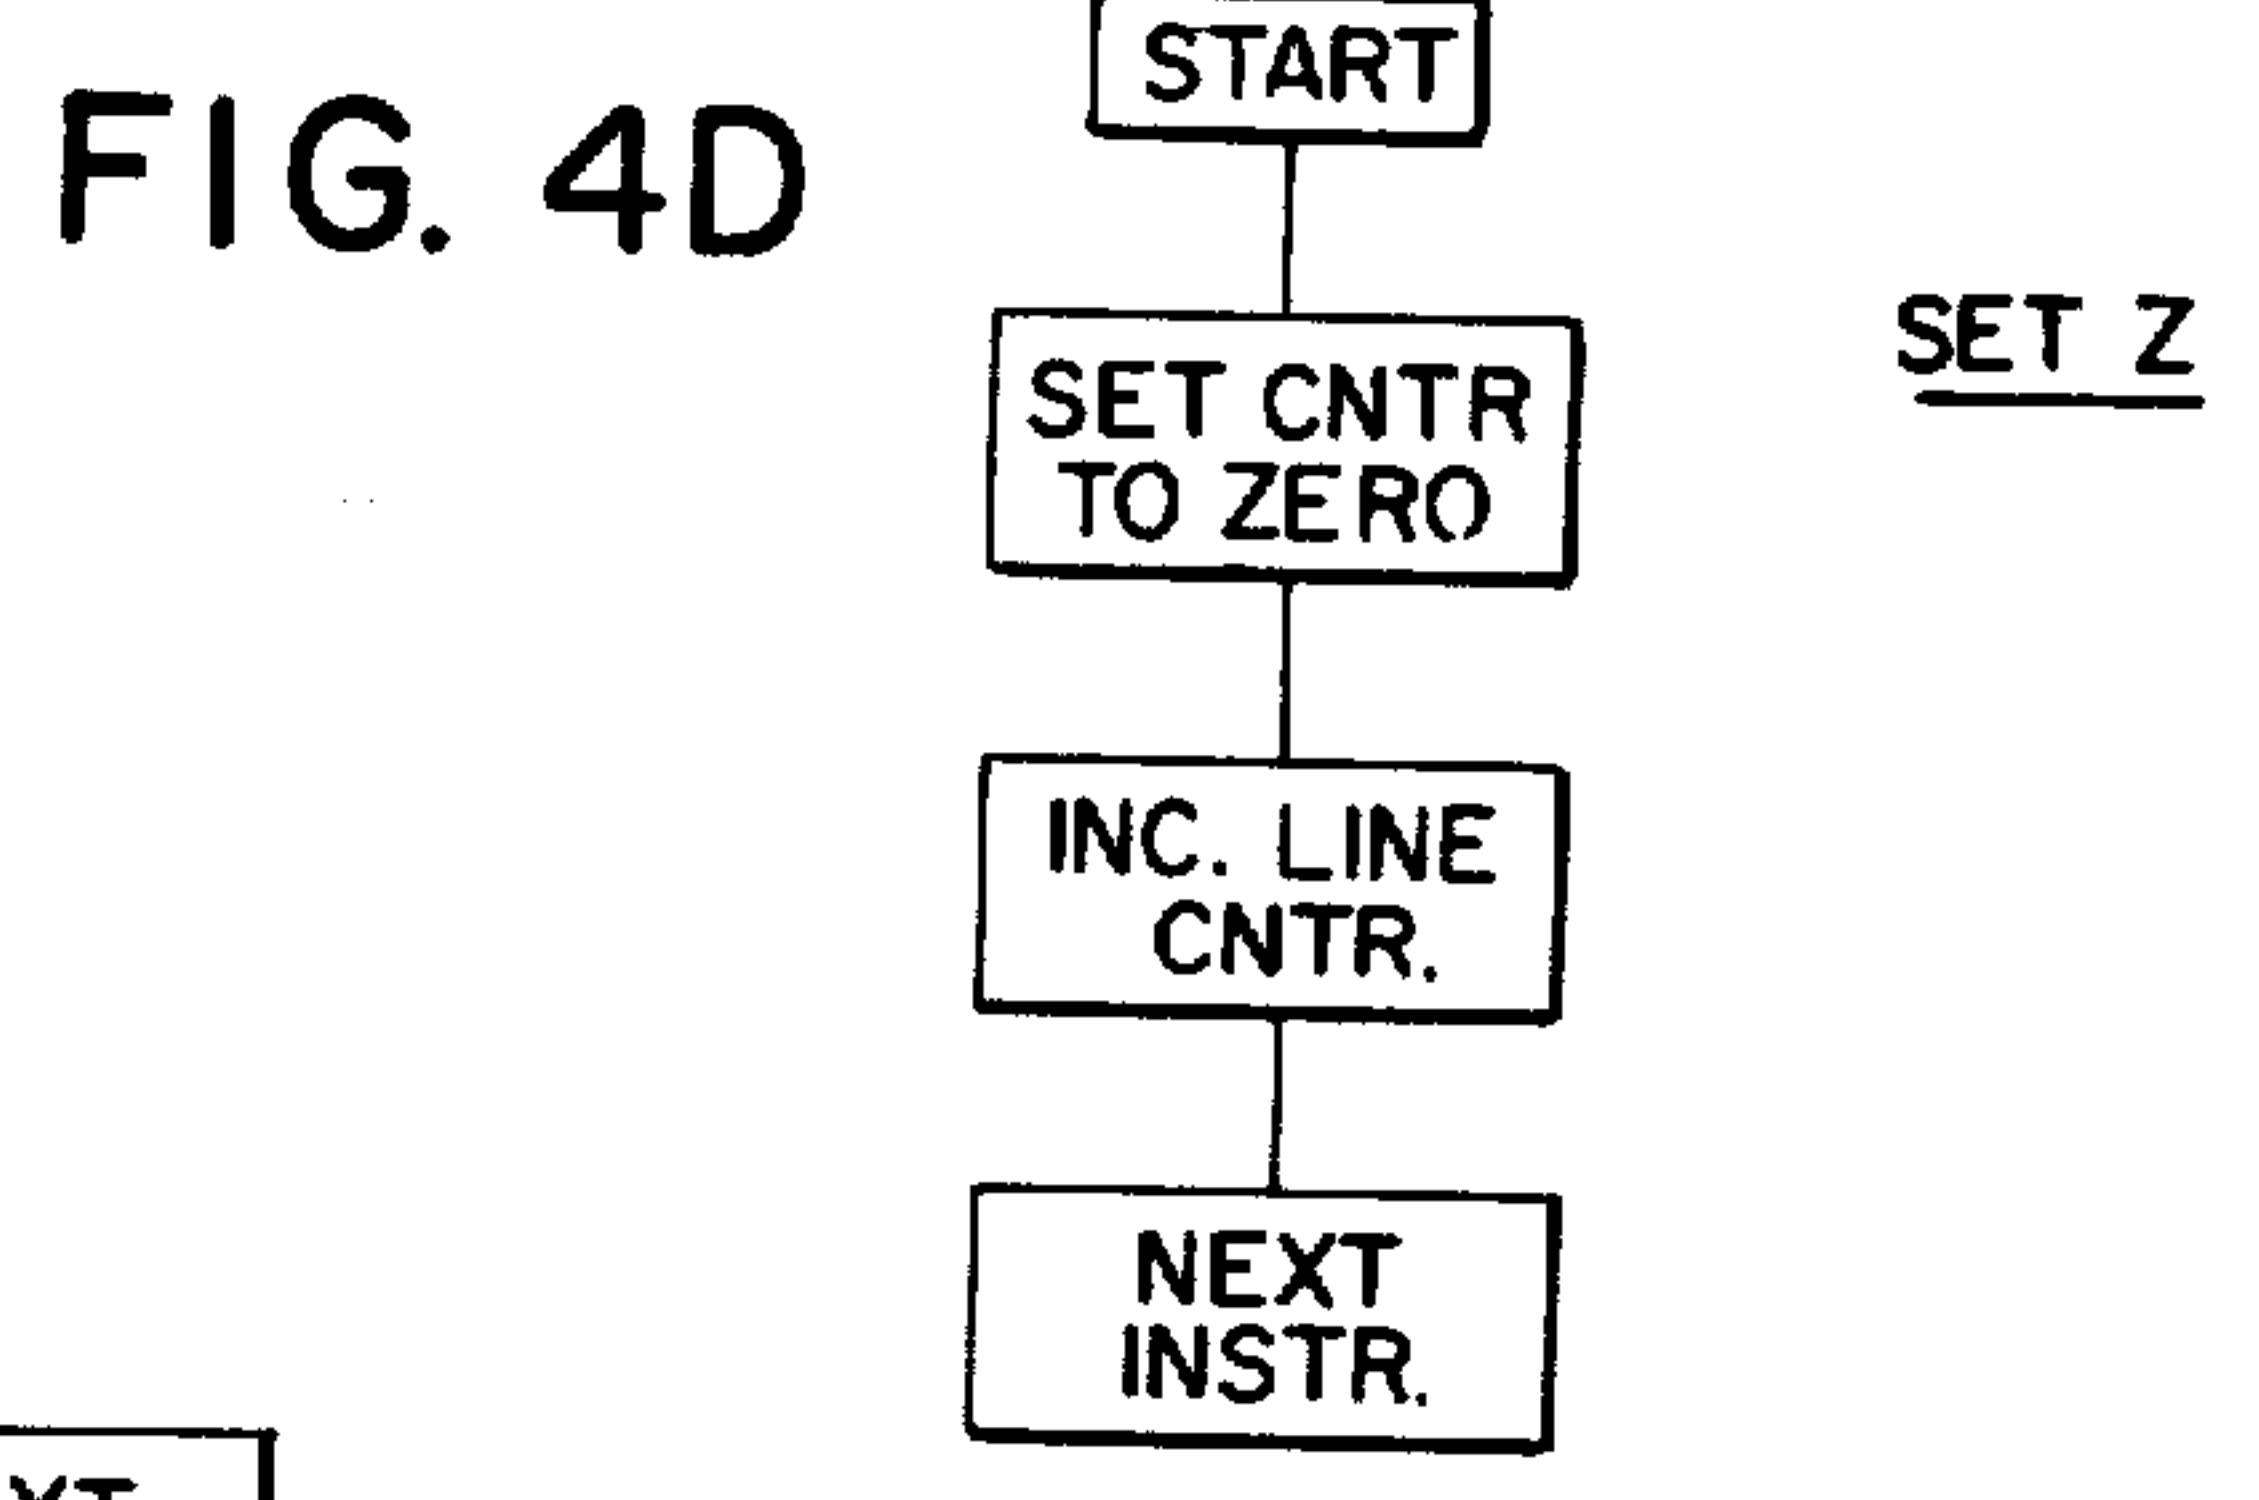 START
FIG. 4D
SET Z
SET CNTR
TO ZERO
INC. LINE
CNTR.
NEXT
INSTR.